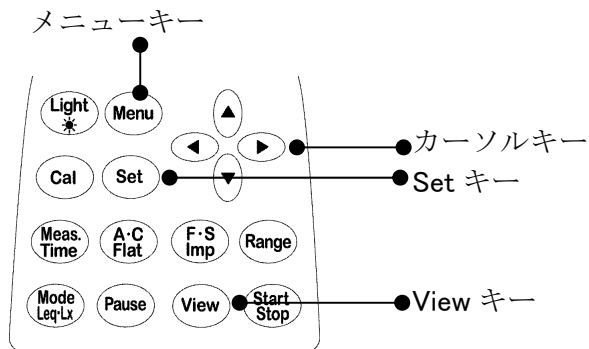 メニューキー
Light
Menu
カーソルキー
Cal
Set
Set キー
Meas.
Time
A・C
Flat
F・S
Imp
Range
Mode
Leq・Lx
Pause
View
Start
Stop
View キー